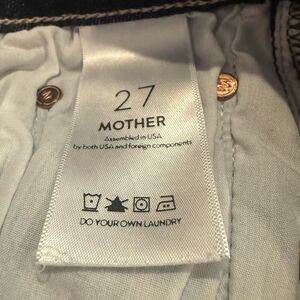 27
MOTHER
Assembled in USA
by both USA and foreign components
DO YOUR OWN LAUNDRY